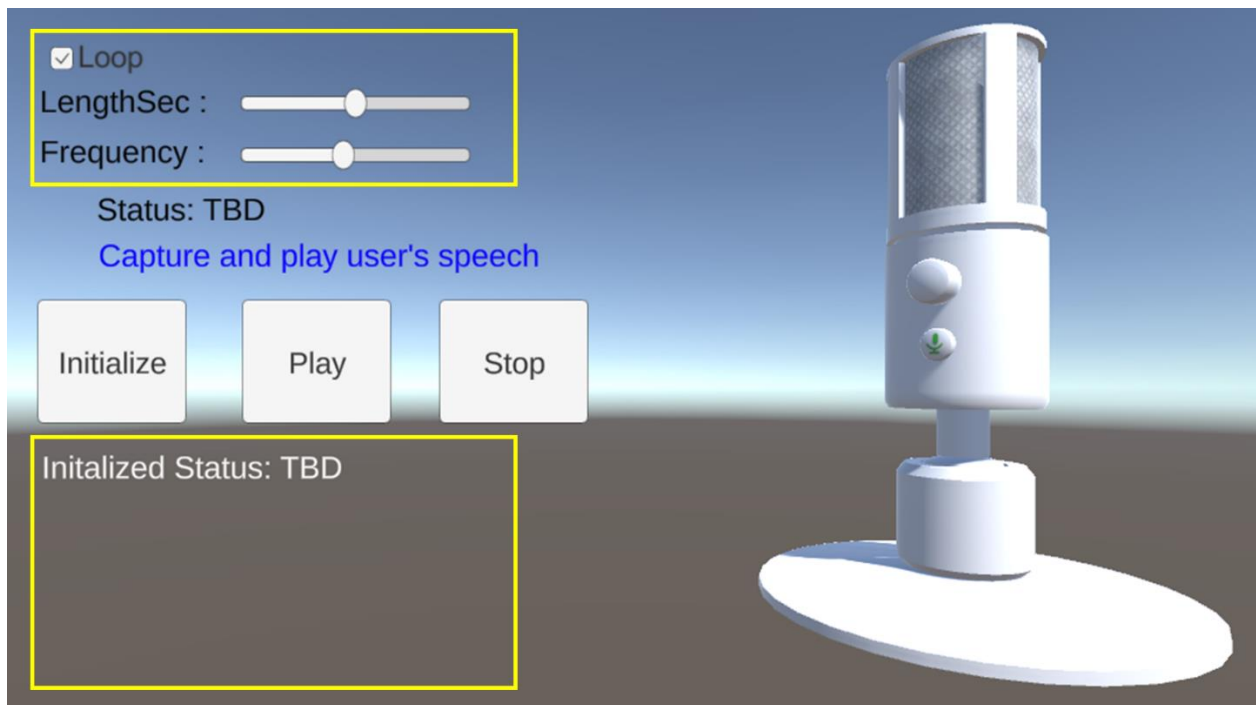 Loop
LengthSec :
Frequency :
Status: TBD
Capture and play user's speech
Initialize
Play
Stop
Initalized Status: TBD